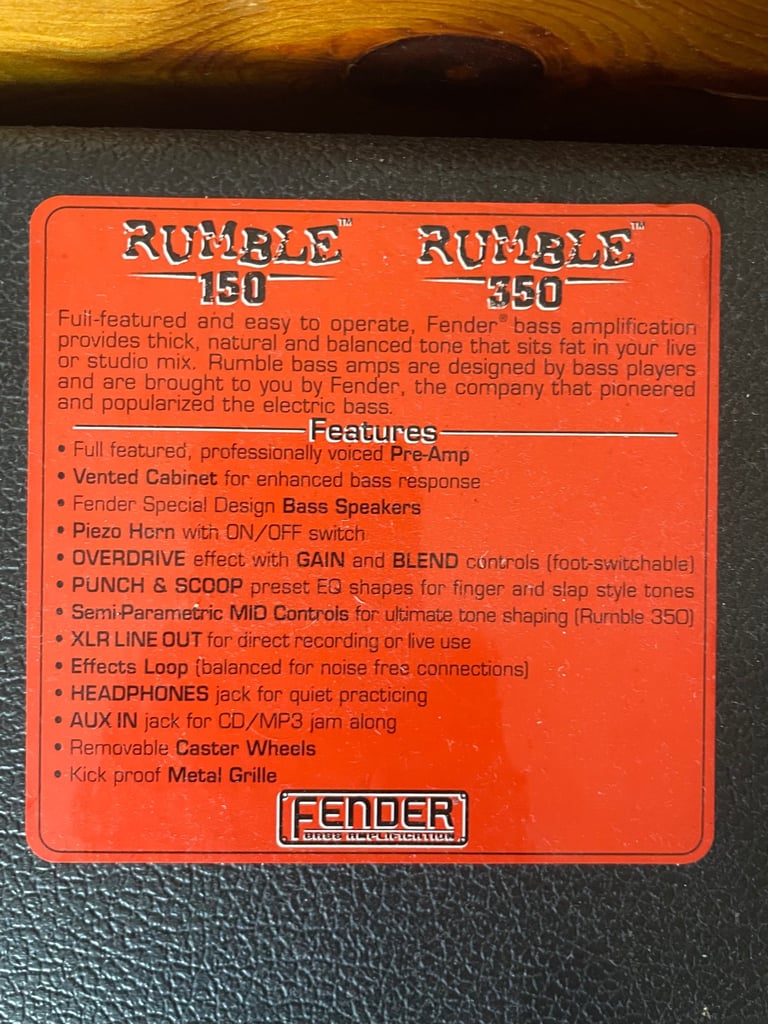 RUMBLE™ RUMBLE™
150 350
Full-featured and easy to operate, Fender® bass amplification
provides thick, natural and balanced tone that sits fat in your live
or studio mix. Rumble bass amps are designed by bass players
and are brought to you by Fender, the company that pioneered
and popularized the electric bass.
Features
• Full featured, professionally voiced Pre-Amp
• Vented Cabinet for enhanced bass response
• Fender Special Design Bass Speakers
• Piezo Horn with ON/OFF switch
• OVERDRIVE effect with GAIN and BLEND controls (foot-switchable)
• PUNCH & SCOOP preset EQ shapes for finger and slap style tones
• Semi-Parametric MID Controls for ultimate tone shaping (Rumble 350)
• XLR LINE OUT for direct recording or live use
• Effects Loop (balanced for noise free connections)
• HEADPHONES jack for quiet practicing
• AUX IN jack for CD/MP3 jam along
• Removable Caster Wheels
• Kick proof Metal Grille
FENDER
BASS AMPLIFICATION